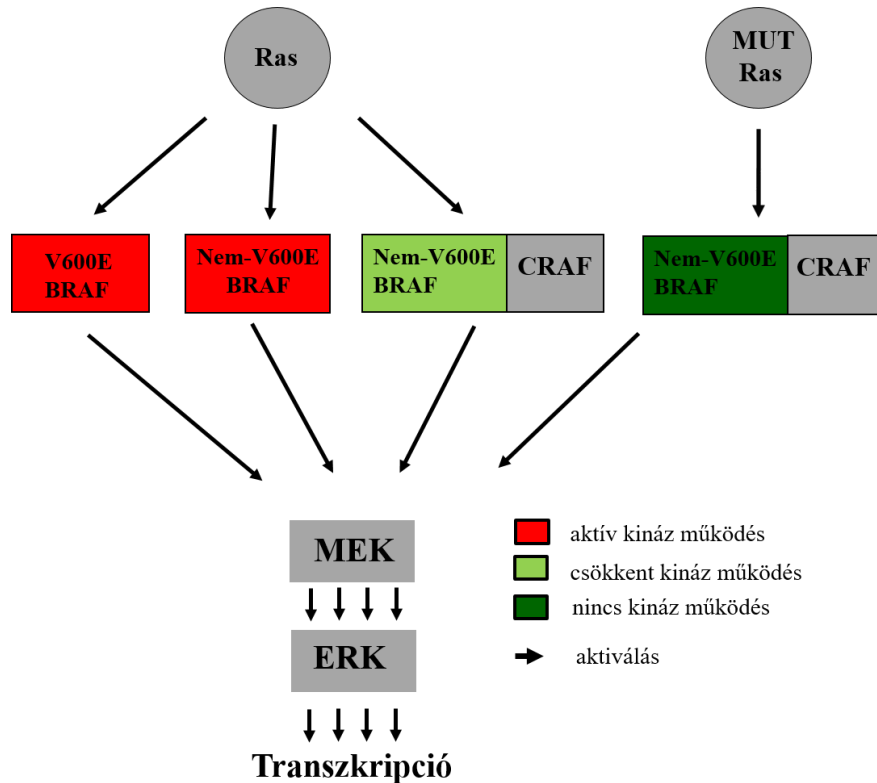 Ras
MUT
Ras
V600E
BRAF
Nem-V600E
BRAF
Nem-V600E
BRAF
CRAF
Nem-V600E
BRAF
CRAF
MEK
ERK
Transzkripció
aktív kináz működés
csökkent kináz működés
nincs kináz működés
aktiválás